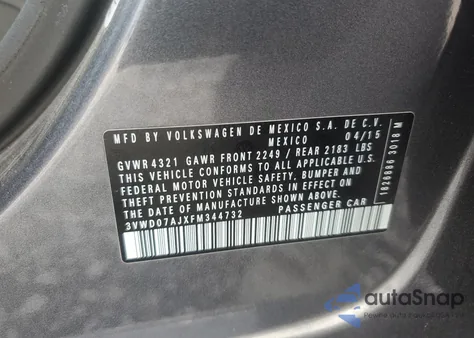 MFD BY VOLKSWAGEN DE MEXICO S.A. DE C.V.
MEXICO 04/15
GVWR 4321 GAWR FRONT 2249 / REAR 2183 LBS
THIS VEHICLE CONFORMS TO ALL APPLICABLE U.S.
FEDERAL MOTOR VEHICLE SAFETY, BUMPER AND
THEFT PREVENTION STANDARDS IN EFFECT ON
THE DATE OF MANUFACTURE SHOWN ABOVE.
3VWD07AJXFM344732 PASSENGER CAR
autoSnap